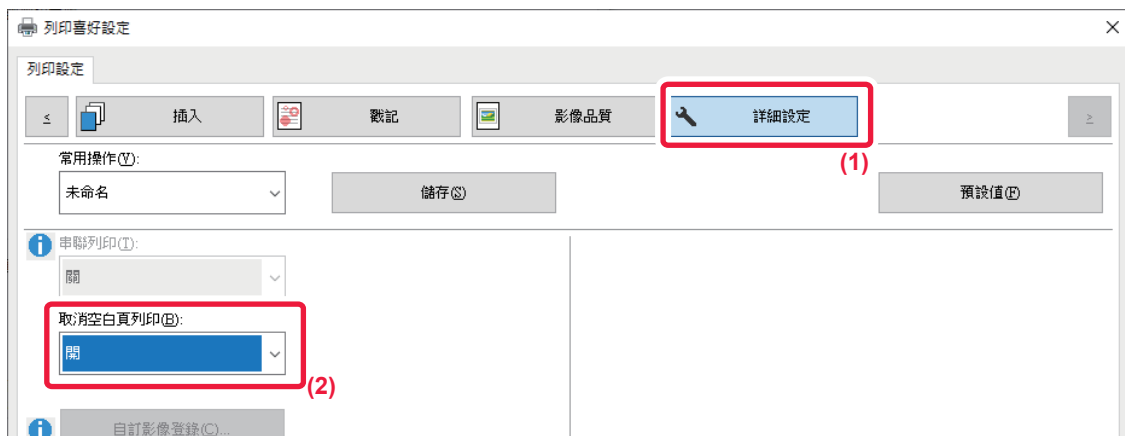 列印喜好設定
列印設定
≤ 插入 戳記 影像品質 詳細設定 ≥
(1)
常用操作(V):
未命名 儲存(S) 預設值(F)
串聯列印(T):
關
取消空白頁列印(B):
開
(2)
自訂影像登錄(C)...